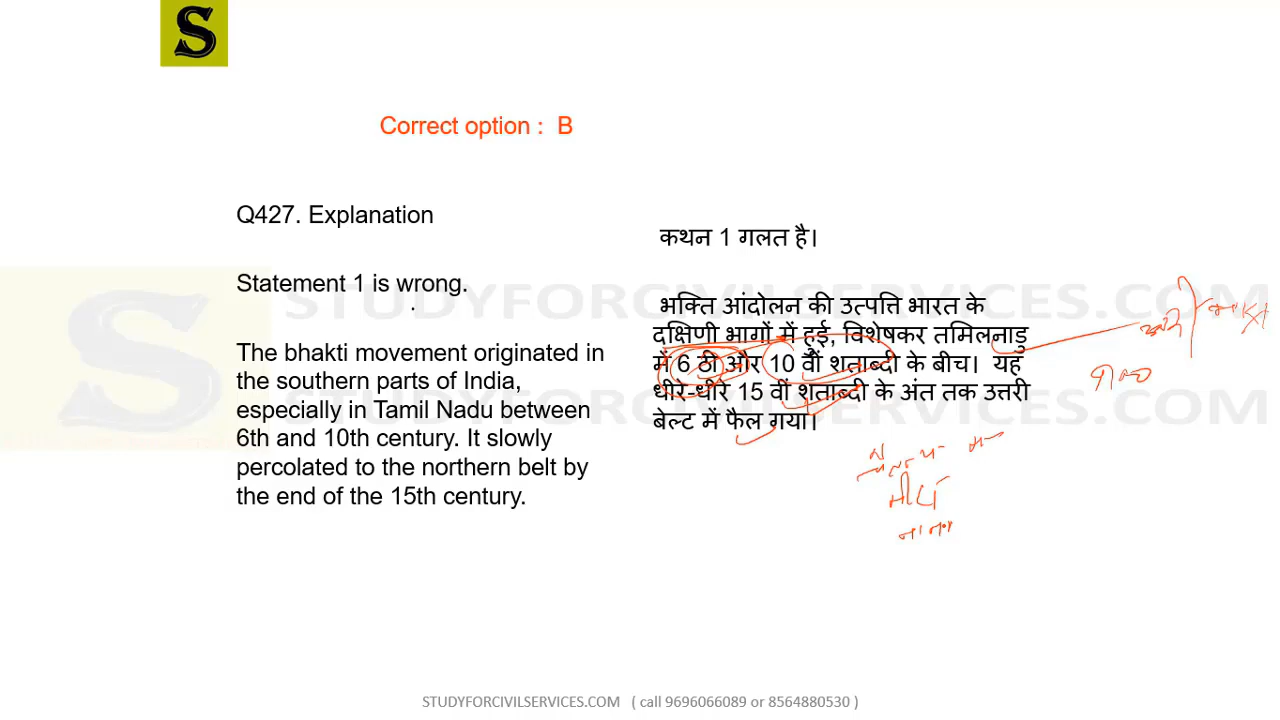 S
Correct option : B
Q427. Explanation
Statement 1 is wrong.
The bhakti movement originated in
the southern parts of India,
especially in Tamil Nadu between
6th and 10th century. It slowly
percolated to the northern belt by
the end of the 15th century.
कथन 1 गलत है।
भक्ति आंदोलन की उत्पत्ति भारत के
दक्षिणी भागों में हुई, विशेषकर तमिलनाडु
में 6 ठी और 10 वीं शताब्दी के बीच। यह
धीरे-धीरे 15 वीं शताब्दी के अंत तक उत्तरी
बेल्ट में फैल गया।
STUDYFORCIVILSERVICES.COM
STUDYFORCIVILSERVICES.COM
S
मीरा
STUDYFORCIVILSERVICES.COM ( call 9696066089 or 8564880530 )